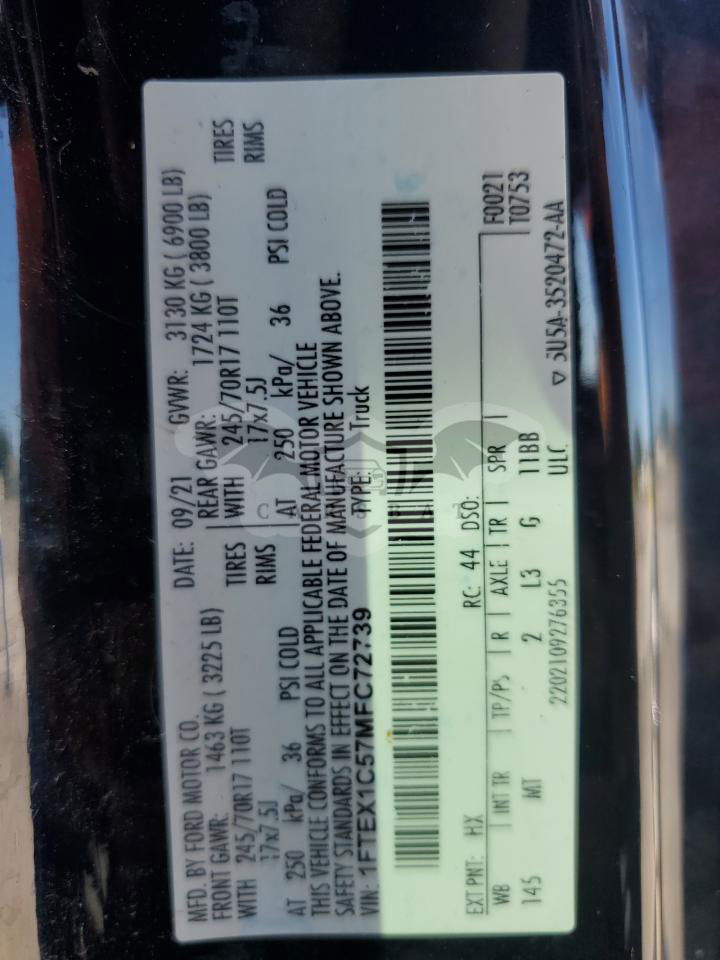 MFD. BY FORD MOTOR CO. DATE: 09/21 GVWR: 3130 KG ( 6900 LB)
FRONT GAWR: 1463 KG ( 3225 LB) REAR GAWR: 1724 KG ( 3800 LB)
WITH 245/70R17 110T TIRES WITH 245/70R17 110T TIRES
17x7.5J RIMS 17x7.5J RIMS
AT 250 kPa/ 36 PSI COLD AT 250 kPa/ 36 PSI COLD
THIS VEHICLE CONFORMS TO ALL APPLICABLE FEDERAL MOTOR VEHICLE
SAFETY STANDARDS IN EFFECT ON THE DATE OF MANUFACTURE SHOWN ABOVE.
VIN: 1FTEX1C57MFC72739 TYPE: Truck
EXT PNT: HX RC: 44 DSO: F0021
WB INT TR TP/PS R AXLE TR SPR T0753
145 MT 2 L3 G 11BB
2202109276355 ULC 5U5A-3520472-AA